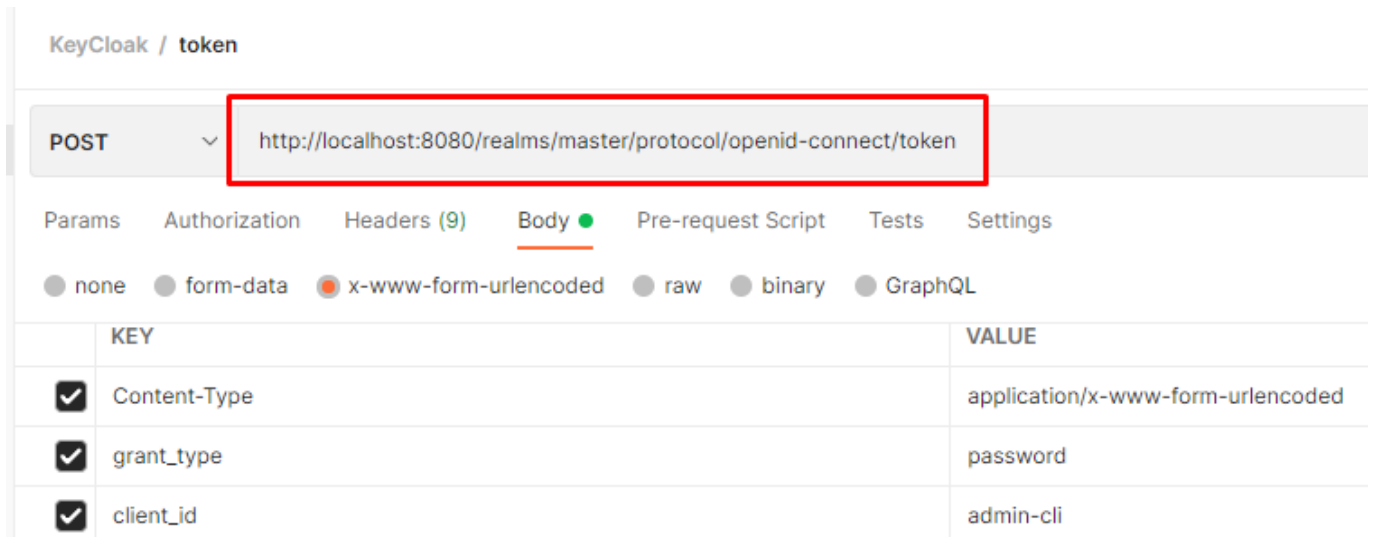 KeyCloak / token
POST http://localhost:8080/realms/master/protocol/openid-connect/token
Params Authorization Headers (9) Body Pre-request Script Tests Settings
none form-data x-www-form-urlencoded raw binary GraphQL
KEY VALUE
Content-Type application/x-www-form-urlencoded
grant_type password
client_id admin-cli